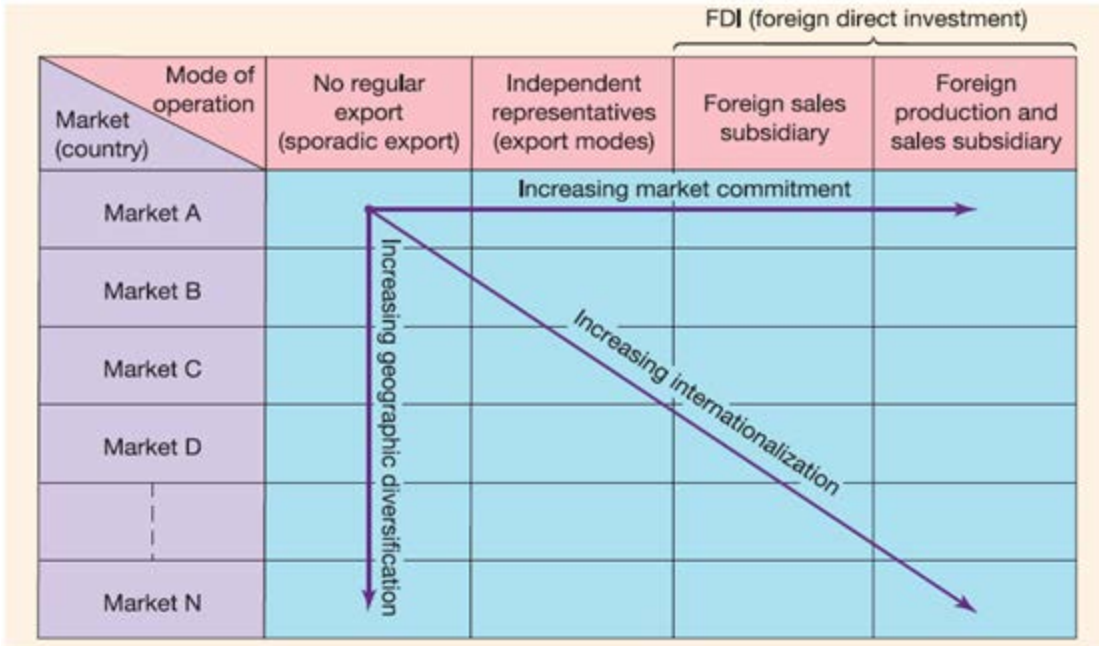 FDI (foreign direct investment)
Mode of
operation
Market
(country)
No regular
export
(sporadic export)
Independent
representatives
(export modes)
Foreign sales
subsidiary
Foreign
production and
sales subsidiary
Increasing market commitment
Market A
Market B
Market C
Market D
Market N
Increasing geographic diversification
Increasing internationalization